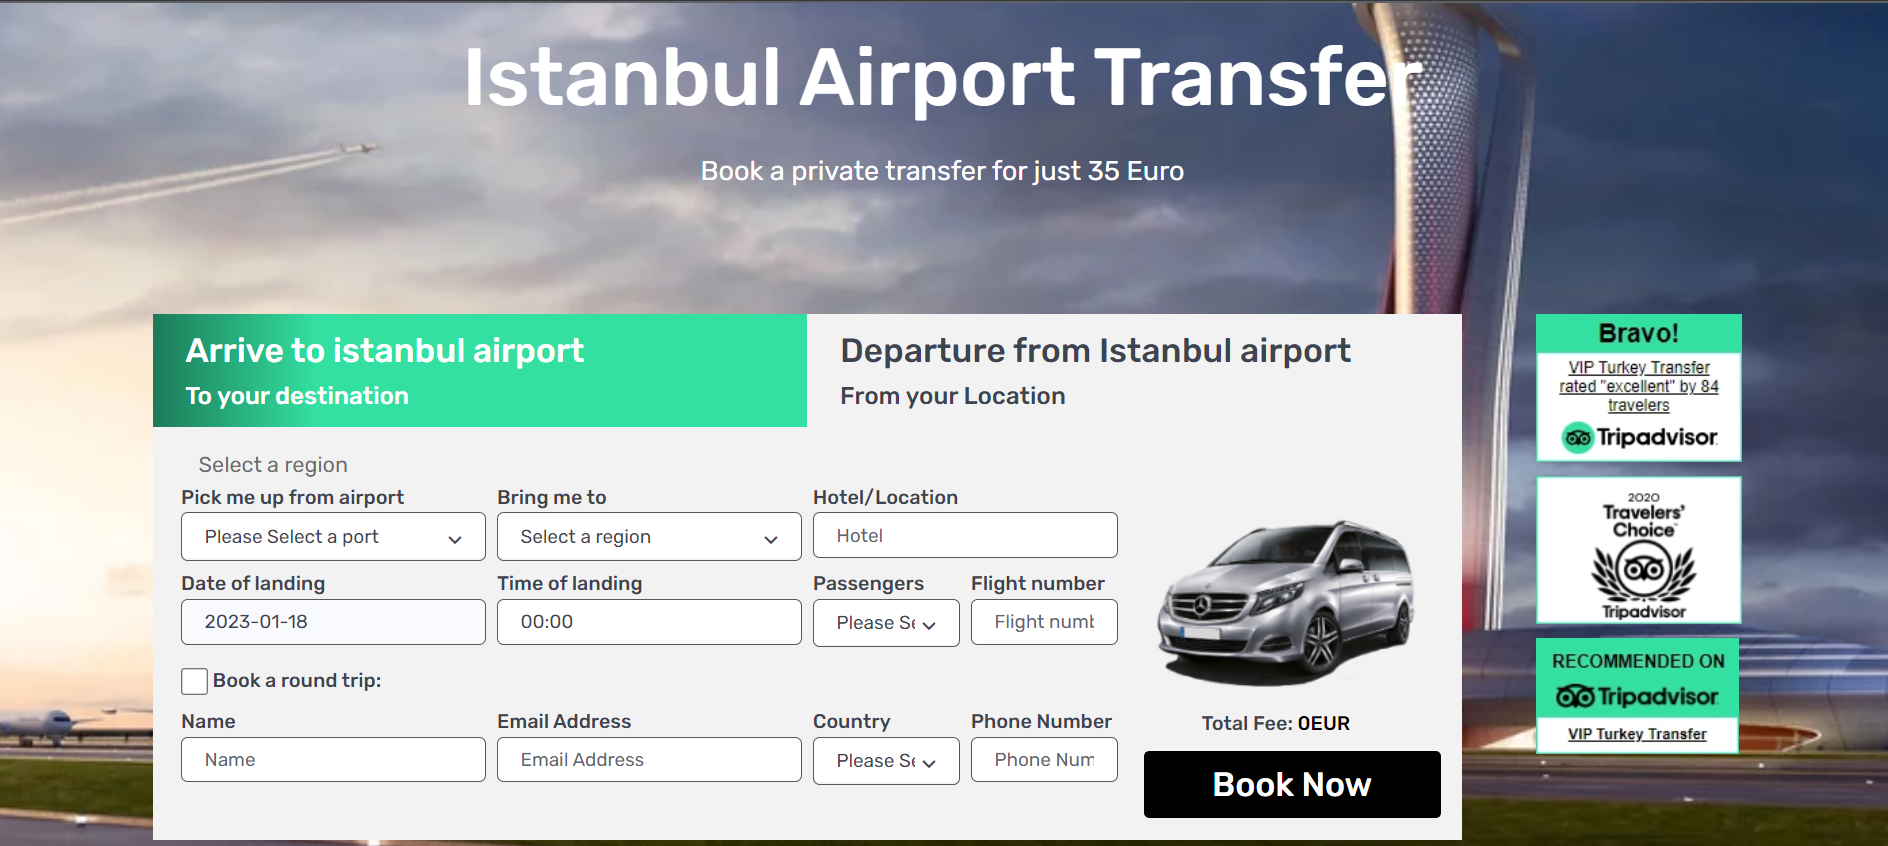 Istanbul Airport Transfer
Book a private transfer for just 35 Euro
Arrive to istanbul airport
To your destination
Departure from Istanbul airport
From your Location
Select a region
Pick me up from airport
Bring me to
Hotel/Location
Please Select a port
Select a region
Hotel
Date of landing
Time of landing
Passengers
Flight number
2023-01-18
00:00
Please Se
Flight numb
Book a round trip:
Name
Email Address
Country
Phone Number
Name
Email Address
Please Se
Phone Num
Total Fee: 0EUR
Book Now
Bravo!
VIP Turkey Transfer
rated "excellent" by 84
travelers
Tripadvisor
2020
Travelers'
Choice™
Tripadvisor
RECOMMENDED ON
Tripadvisor
VIP Turkey Transfer